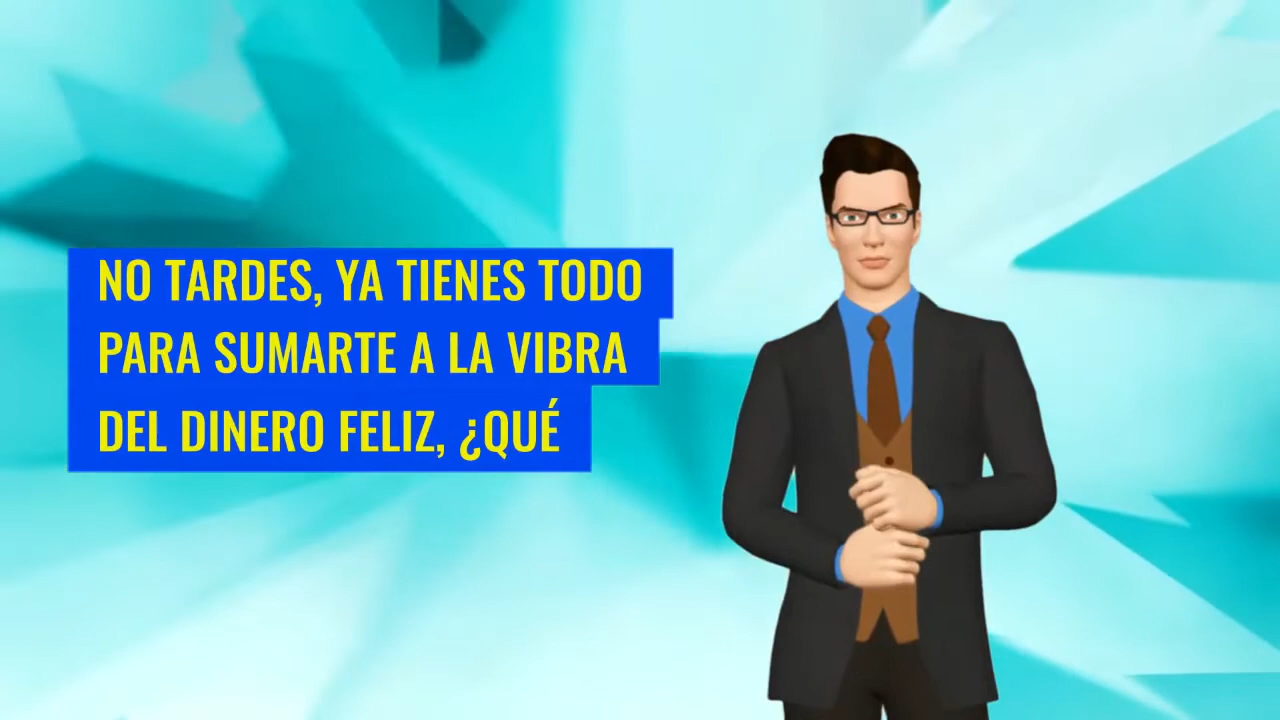 NO TARDES, YA TIENES TODO
PARA SUMARTE A LA VIBRA
DEL DINERO FELIZ, ¿QUÉ